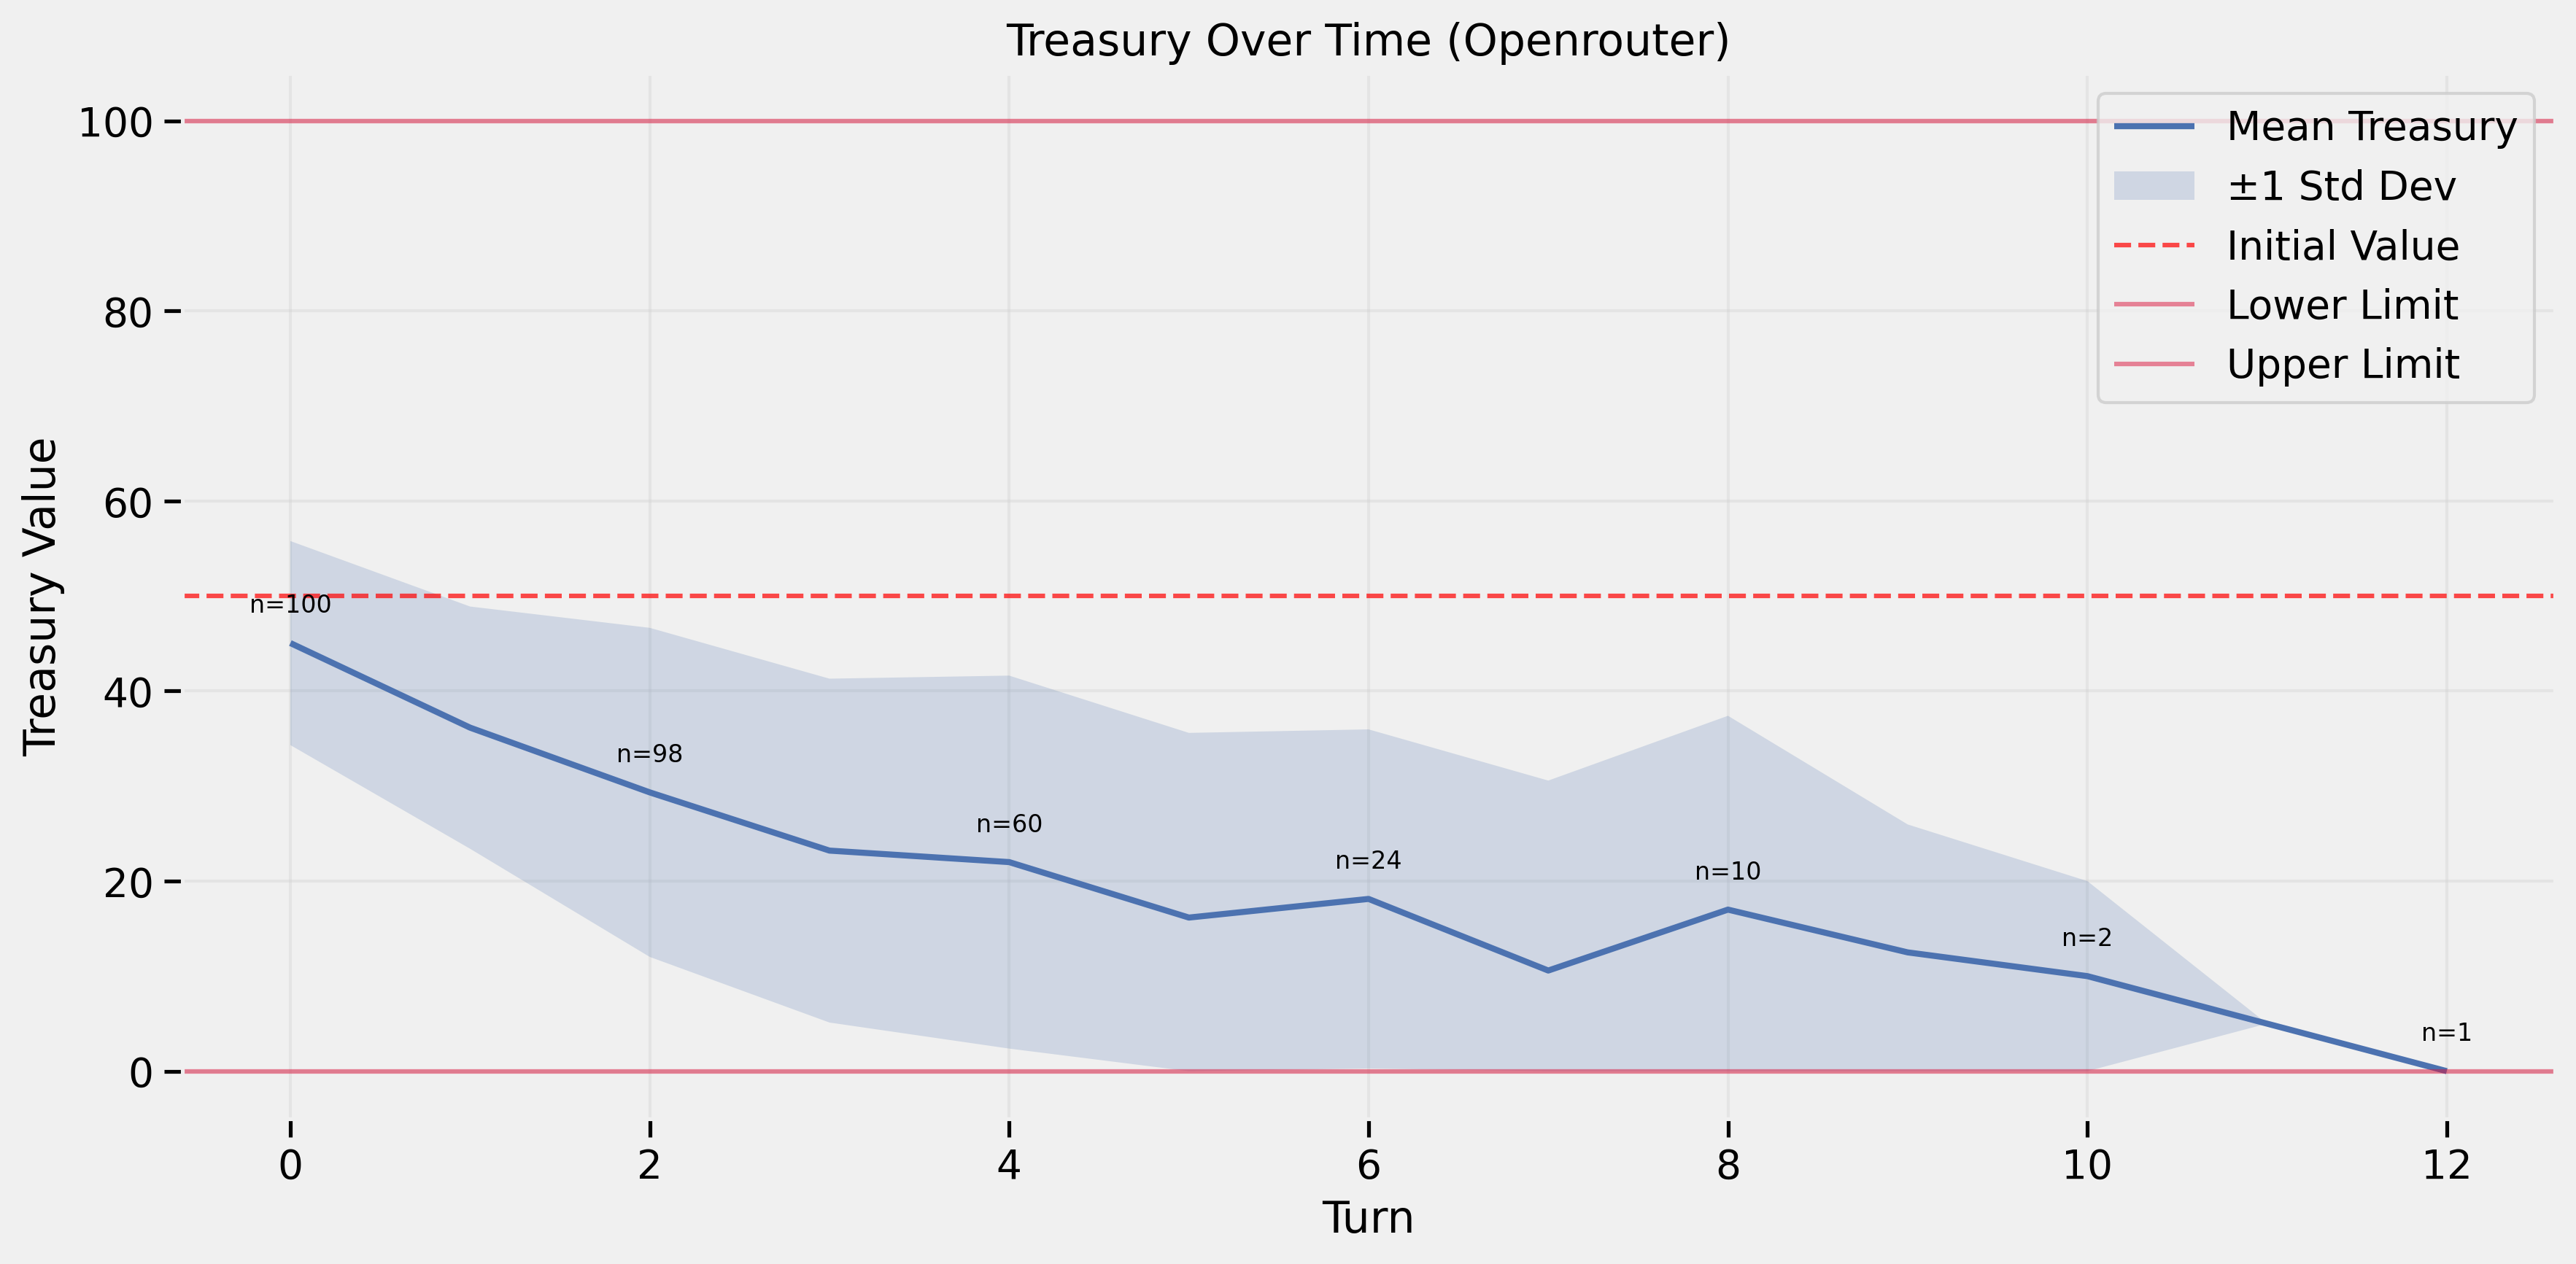 Treasury Over Time (Openrouter)
Mean Treasury
±1 Std Dev
Initial Value
Lower Limit
Upper Limit
Treasury Value
100
80
60
40
20
0
n=100
n=98
n=60
n=24
n=10
n=2
n=1
0 2 4 6 8 10 12
Turn